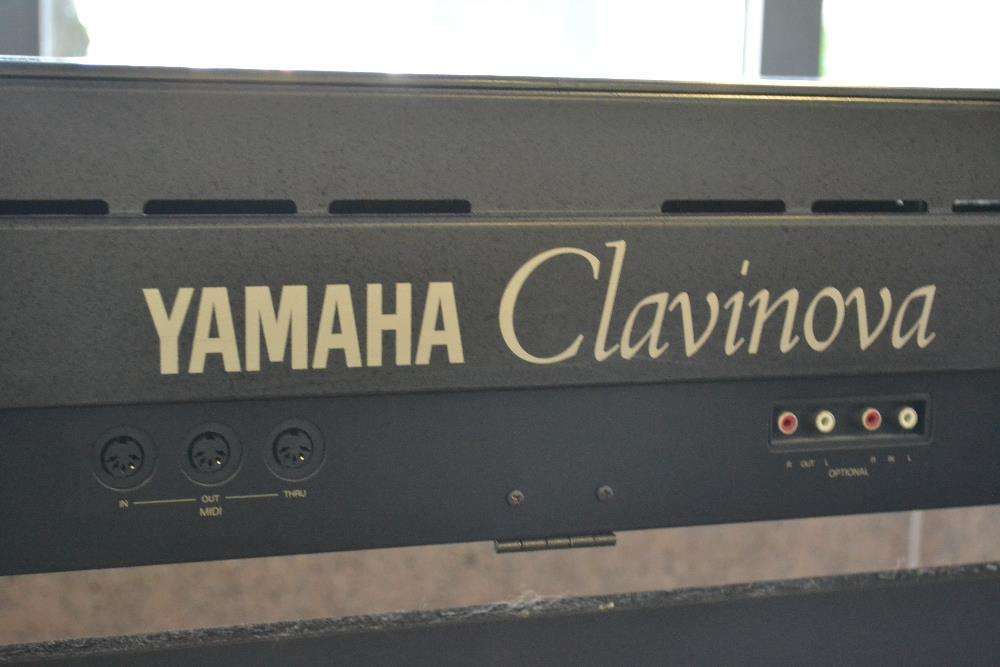 YAMAHA Clavinova
IN OUT THRU
MIDI
R OUT L R IN L
OPTIONAL